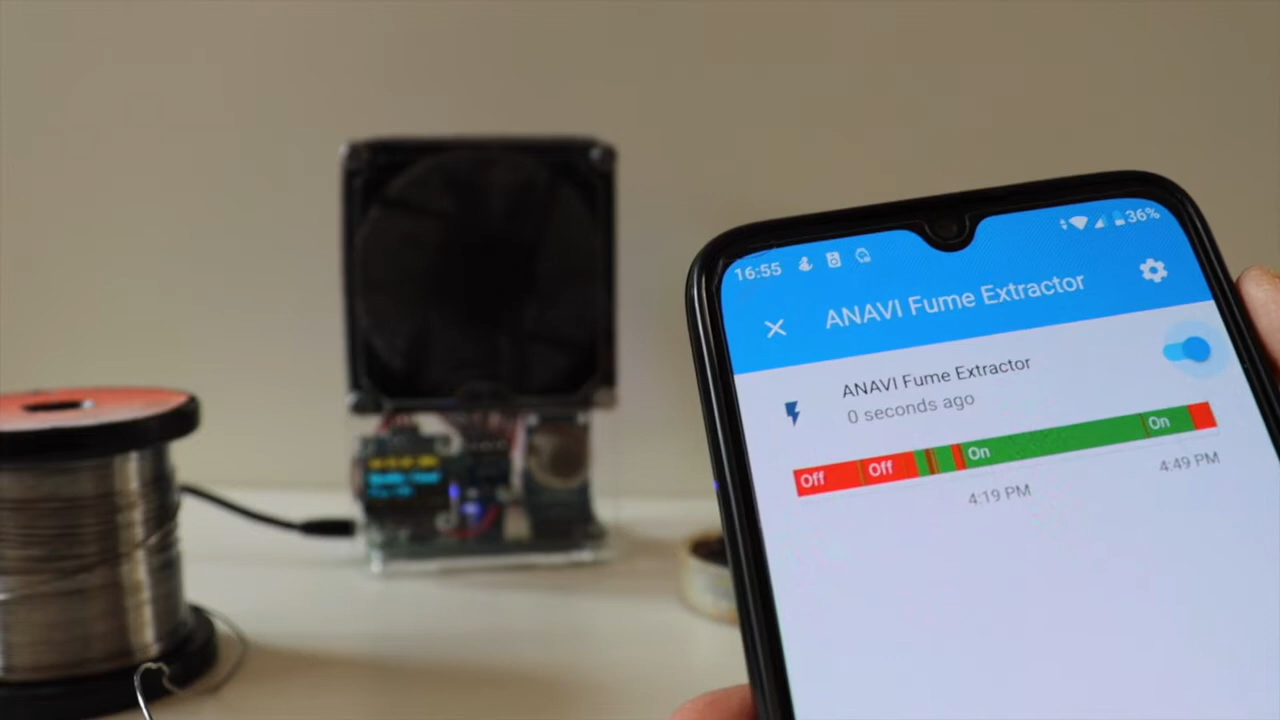 16:55 36%
ANAVI Fume Extractor
ANAVI Fume Extractor
0 seconds ago
Off Off On On
4:19 PM 4:49 PM